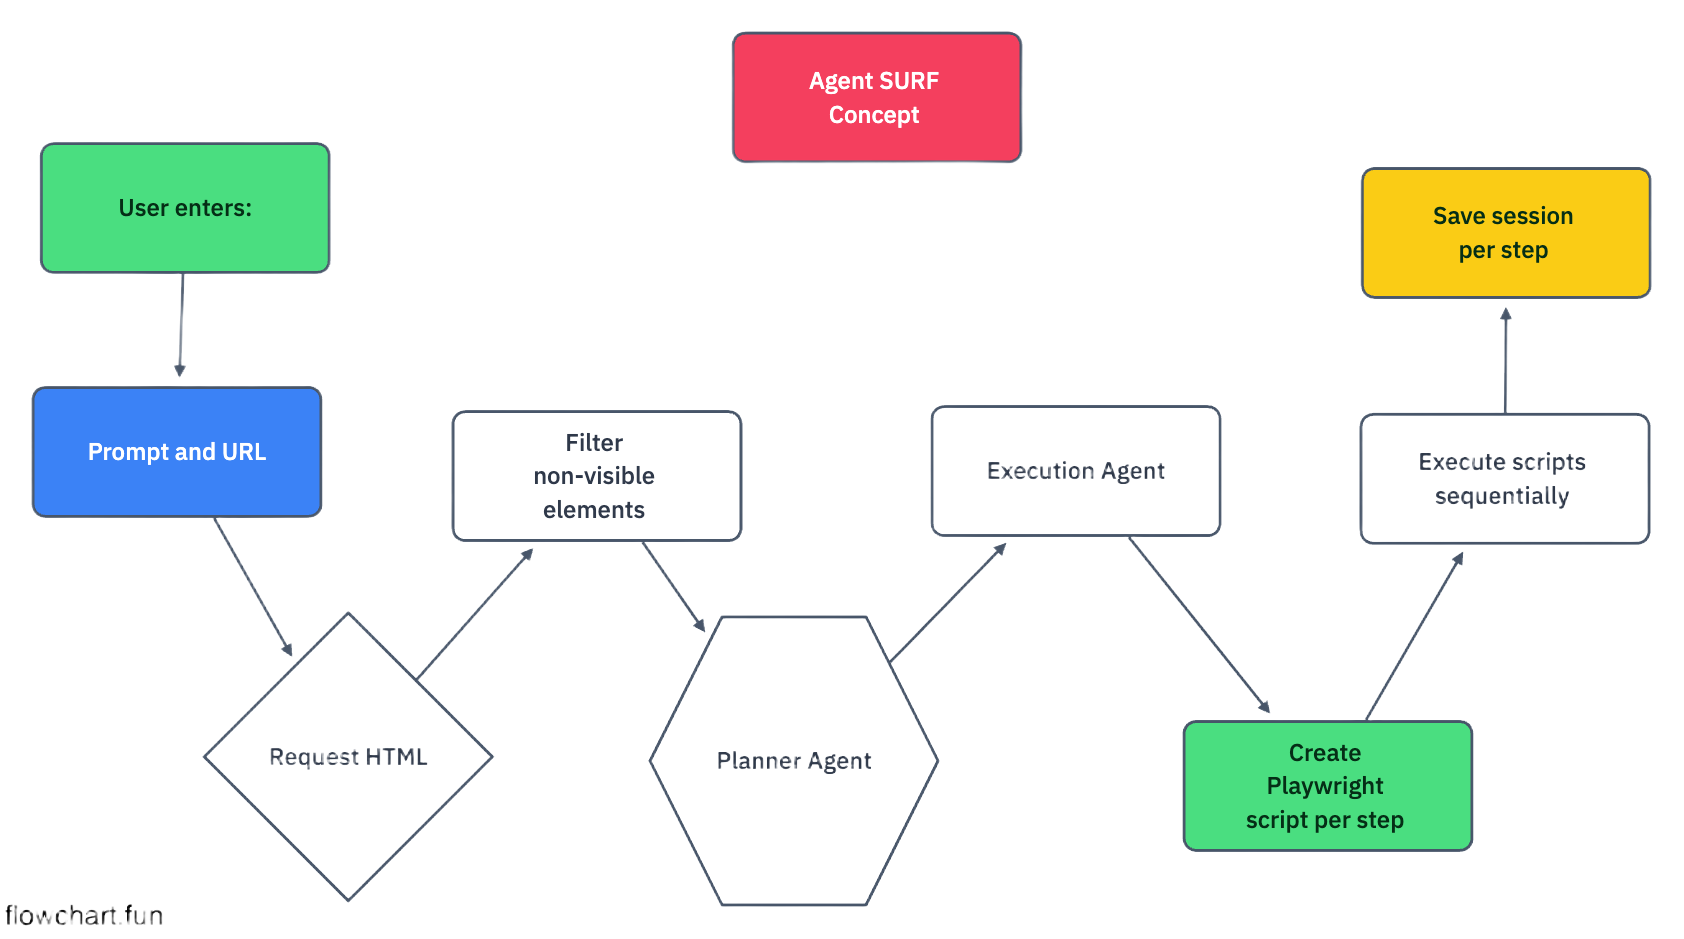 Agent SURF
Concept
User enters:
Prompt and URL
Request HTML
Filter
non-visible
elements
Planner Agent
Execution Agent
Create
Playwright
script per step
Execute scripts
sequentially
Save session
per step
flowchart.fun